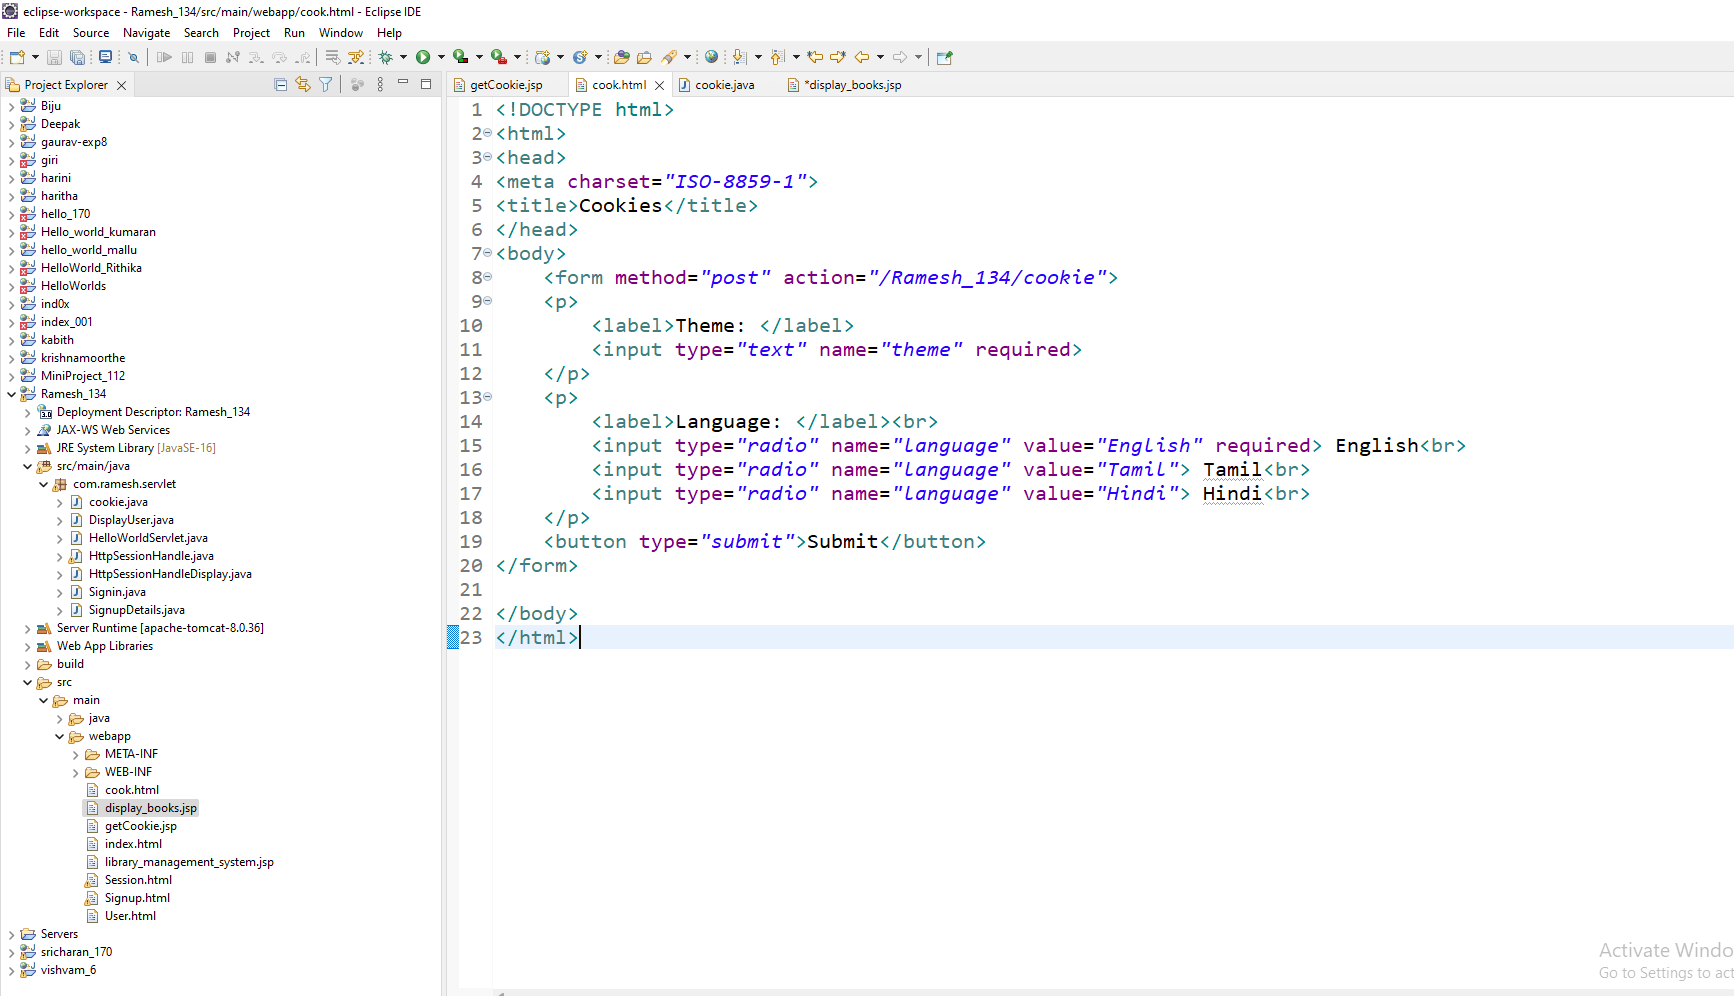 eclipse-workspace - Ramesh_134/src/main/webapp/cook.html - Eclipse IDE
File Edit Source Navigate Search Project Run Window Help
Project Explorer
Biju
Deepak
gaurav-exp8
giri
harini
haritha
hello_170
Hello_world_kumaran
hello_world_mallu
HelloWorld_Rithika
HelloWorlds
ind0x
index_001
kabith
krishnamoorthe
MiniProject_112
Ramesh_134
Deployment Descriptor: Ramesh_134
JAX-WS Web Services
JRE System Library [JavaSE-16]
src/main/java
com.ramesh.servlet
cookie.java
DisplayUser.java
HelloWorldServlet.java
HttpSessionHandle.java
HttpSessionHandleDisplay.java
Signin.java
SignupDetails.java
Server Runtime [apache-tomcat-8.0.36]
Web App Libraries
build
src
main
java
webapp
META-INF
WEB-INF
cook.html
display_books.jsp
getCookie.jsp
index.html
library_management_system.jsp
Session.html
Signup.html
User.html
Servers
sricharan_170
vishvam_6
getCookie.jsp cook.html cookie.java *display_books.jsp
1 <!DOCTYPE html>
2 <html>
3 <head>
4 <meta charset="ISO-8859-1">
5 <title>Cookies</title>
6 </head>
7 <body>
8 <form method="post" action="/Ramesh_134/cookie">
9 <p>
10 <label>Theme: </label>
11 <input type="text" name="theme" required>
12 </p>
13 <p>
14 <label>Language: </label><br>
15 <input type="radio" name="language" value="English" required> English<br>
16 <input type="radio" name="language" value="Tamil"> Tamil<br>
17 <input type="radio" name="language" value="Hindi"> Hindi<br>
18 </p>
19 <button type="submit">Submit</button>
20 </form>
21
22 </body>
23 </html>
Activate Windo
Go to Settings to act